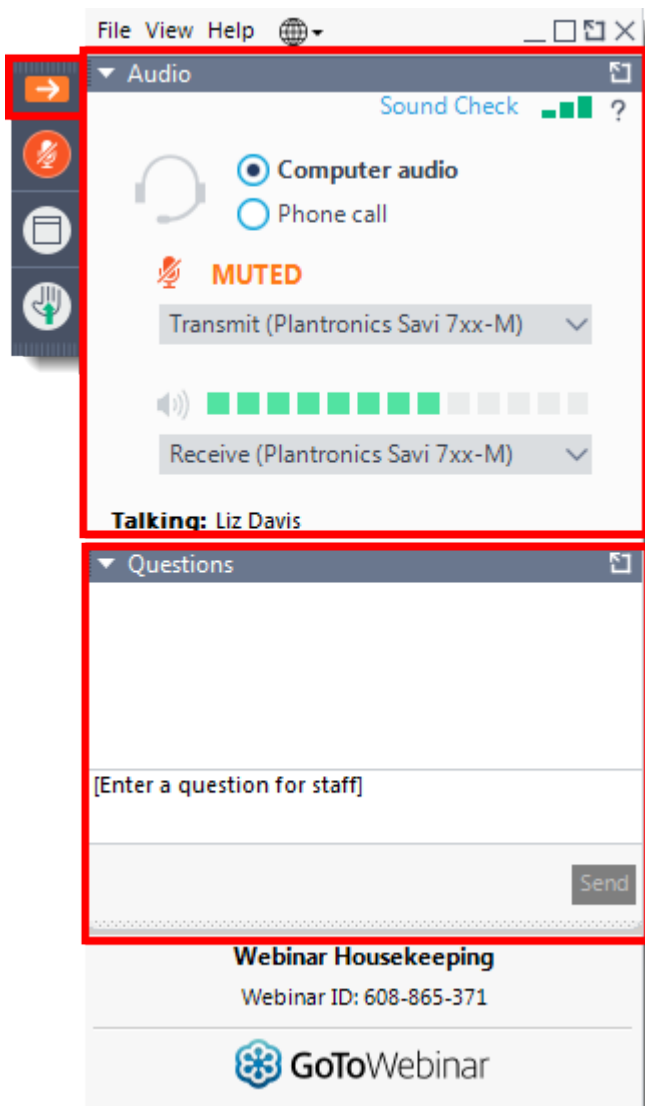 File View Help
Audio
Sound Check ?
Computer audio
Phone call
MUTED
Transmit (Plantronics Savi 7xx-M)
Receive (Plantronics Savi 7xx-M)
Talking: Liz Davis
Questions
[Enter a question for staff]
Send
Webinar Housekeeping
Webinar ID: 608-865-371
GoToWebinar